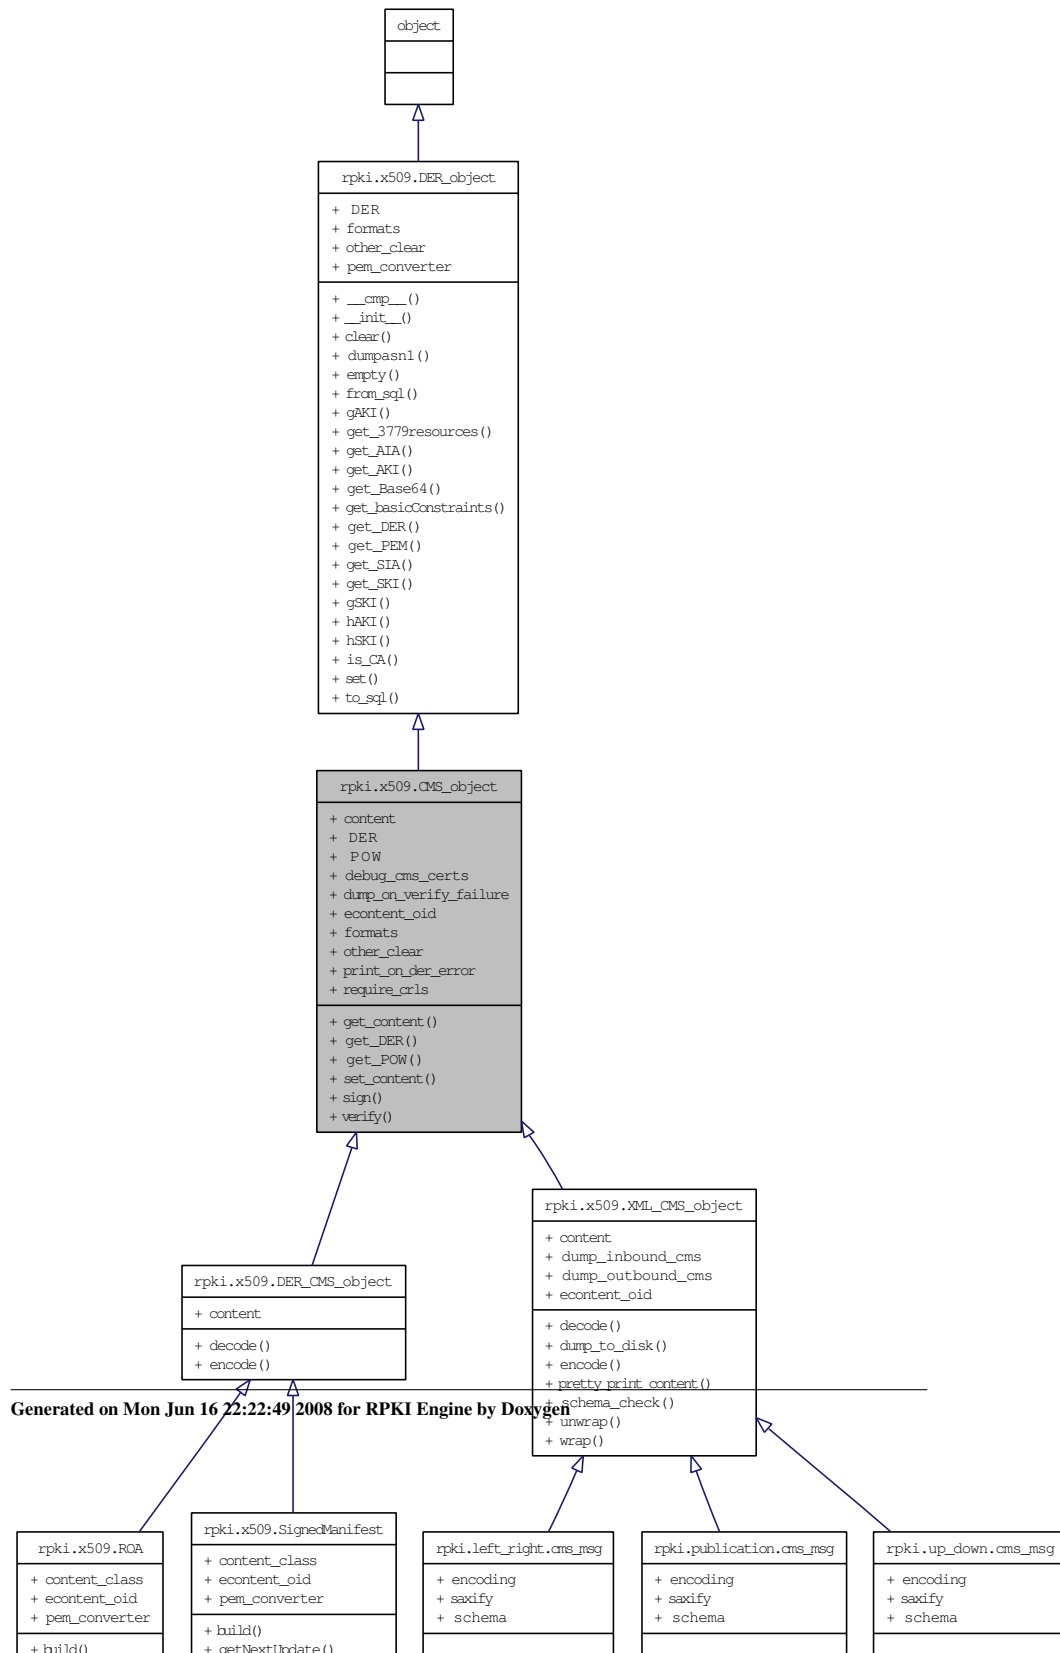 object
rpki.x509.DER_object
+ DER
+ formats
+ other_clear
+ pem_converter
+ __cmp__()
+ __init__()
+ clear()
+ dumpasn1()
+ empty()
+ from_sql()
+ gAKI()
+ get_3779resources()
+ get_AIA()
+ get_AKI()
+ get_Base64()
+ get_basicConstraints()
+ get_DER()
+ get_PEM()
+ get_SIA()
+ get_SKI()
+ gSKI()
+ hAKI()
+ hSKI()
+ is_CA()
+ set()
+ to_sql()
rpki.x509.CMS_object
+ content
+ DER
+ POW
+ debug_cms_certs
+ dump_on_verify_failure
+ econtent_oid
+ formats
+ other_clear
+ print_on_der_error
+ require_crls
+ get_content()
+ get_DER()
+ get_POW()
+ set_content()
+ sign()
+ verify()
rpki.x509.DER_CMS_object
+ content
+ decode()
+ encode()
rpki.x509.XML_CMS_object
+ content
+ dump_inbound_cms
+ dump_outbound_cms
+ econtent_oid
+ decode()
+ dump_to_disk()
+ encode()
+ pretty_print_content()
+ schema_check()
+ unwrap()
+ wrap()
Generated on Mon Jun 16 22:22:49 2008 for RPKI Engine by Doxygen
rpki.x509.ROA
+ content_class
+ econtent_oid
+ pem_converter
+ build()
rpki.x509.SignedManifest
+ content_class
+ econtent_oid
+ pem_converter
+ build()
+ getNextUpdate()
rpki.left_right.cms_msg
+ encoding
+ saxify
+ schema
rpki.publication.cms_msg
+ encoding
+ saxify
+ schema
rpki.up_down.cms_msg
+ encoding
+ saxify
+ schema